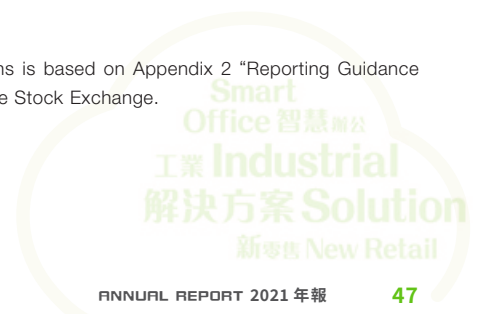 ns is based on Appendix 2 “Reporting Guidance
e Stock Exchange.
Smart
Office 智慧辦公
工業 Industrial
解決方案 Solution
新零售 New Retail
ANNUAL REPORT 2021 年報 47